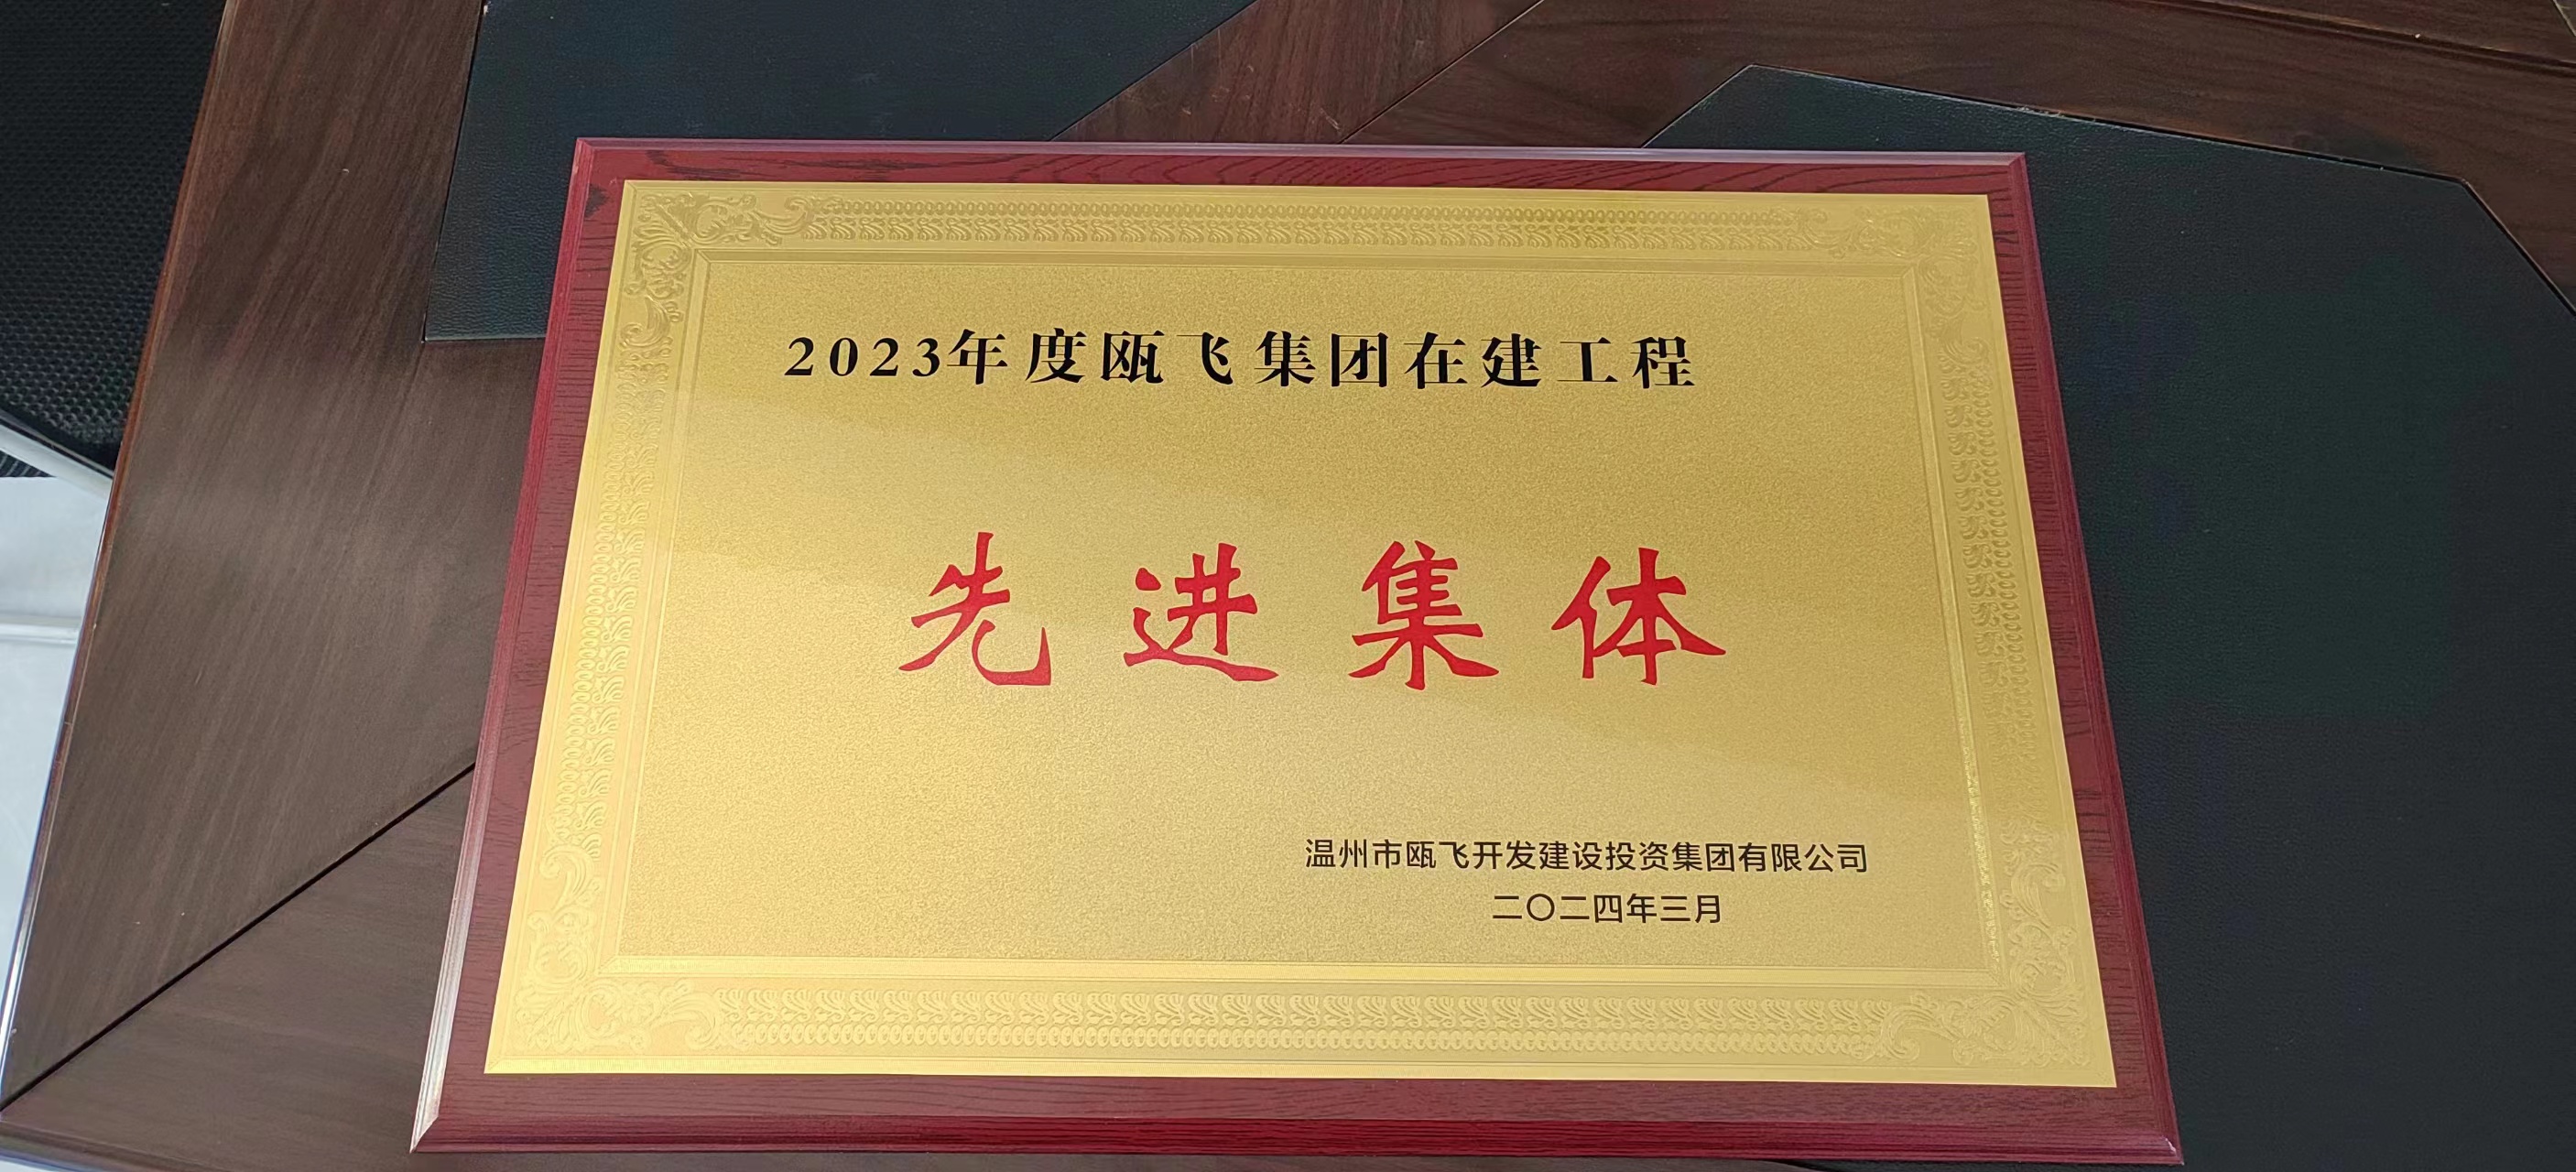 2023年度瓯飞集团在建工程
先进集体
温州市瓯飞开发建设投资集团有限公司
二〇二四年三月